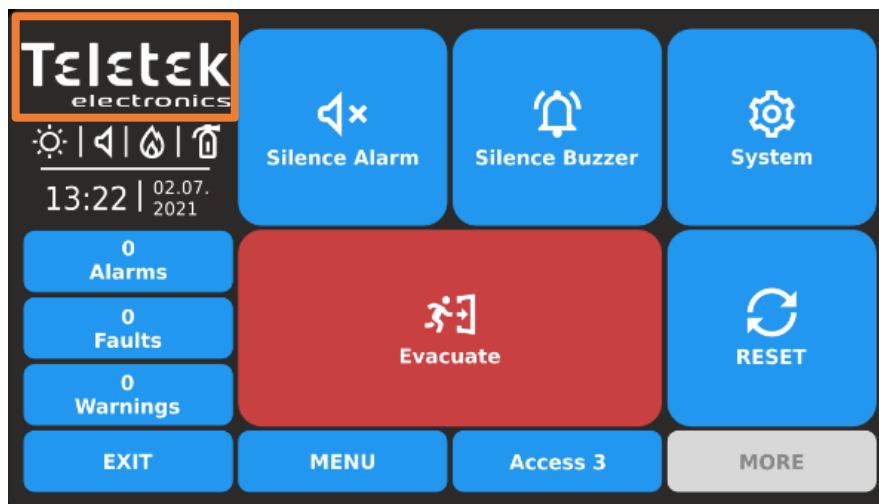 Teletek
electronics
13:22 | 02.07.
2021
Silence Alarm
Silence Buzzer
System
0
Alarms
0
Faults
0
Warnings
Evacuate
RESET
EXIT
MENU
Access 3
MORE